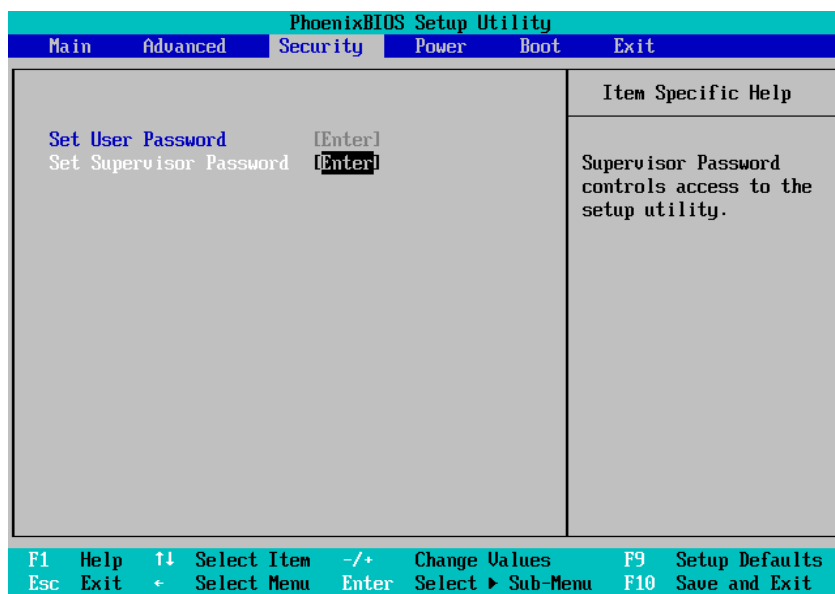 PhoenixBIOS Setup Utility
Main Advanced Security Power Boot Exit
Item Specific Help
Set User Password [Enter]
Set Supervisor Password [Enter]
Supervisor Password
controls access to the
setup utility.
F1 Help ↑↓ Select Item -/+ Change Values F9 Setup Defaults
Esc Exit ← Select Menu Enter Select ▶ Sub-Menu F10 Save and Exit